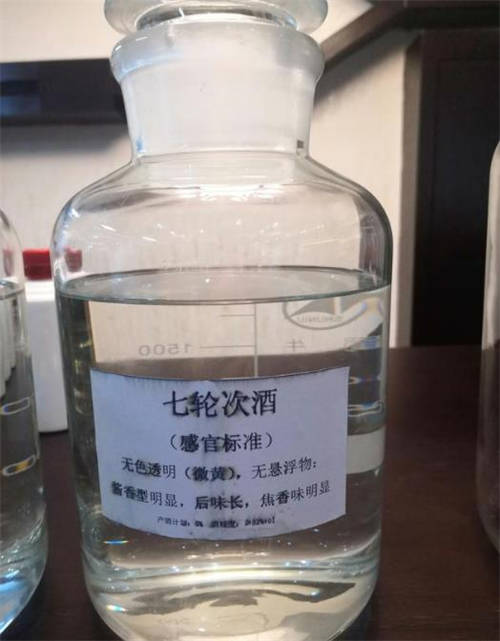 1500
七轮次酒
（感官标准）
无色透明（微黄），无悬浮物：
酱香型明显，后味长，焦香味明显